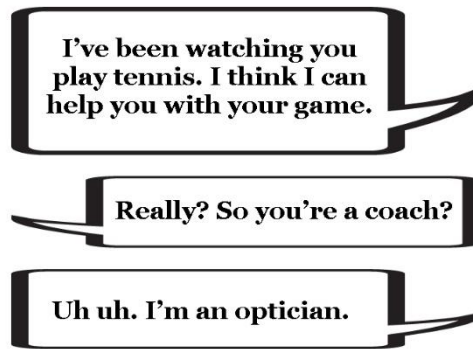 I’ve been watching you
play tennis. I think I can
help you with your game.
Really? So you’re a coach?
Uh uh. I’m an optician.